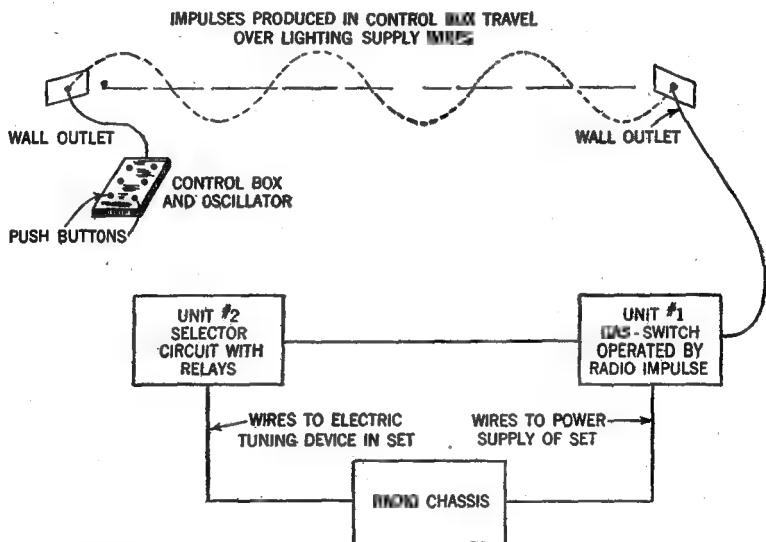 IMPULSES PRODUCED IN CONTROL TRAVEL
OVER LIGHTING SUPPLY
WALL OUTLET
WALL OUTLET
CONTROL BOX
AND OSCILLATOR
PUSH BUTTONS
UNIT #2
SELECTOR
CIRCUIT WITH
RELAYS
UNIT #1
-SWITCH
OPERATED BY
RADIO IMPULSE
WIRES TO ELECTRIC
TUNING DEVICE IN SET
WIRES TO POWER
SUPPLY OF SET
CHASSIS